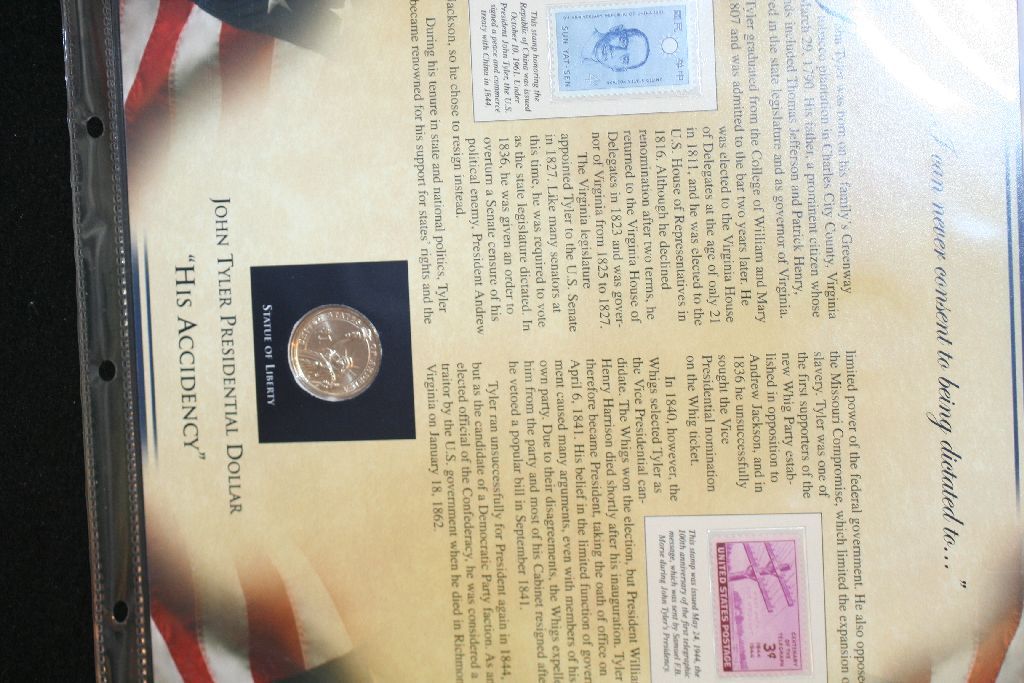 I can never consent to being dictated to... "
John Tyler was born on his family's Greenway
tobacco plantation in Charles City County, Virginia
March 29, 1790. His father, a prominent citizen whose
included Thomas Jefferson and Patrick Henry,
in the state legislature and as governor of Virginia.
Tyler graduated from the College of William and Mary
807 and was admitted to the bar two years later. He
was elected to the Virginia House
of Delegates at the age of only 21
in 1811, and he was elected to the
U.S. House of Representatives in
1816. Although he declined
renomination after two terms, he
returned to the Virginia House of
Delegates in 1823 and was gover-
nor of Virginia from 1825 to 1827.
The Virginia legislature
appointed Tyler to the U.S. Senate
in 1827. Like many senators at
this time, he was required to vote
as the state legislature dictated. In
1836, he was given an order to
overturn a Senate censure of his
political enemy, President Andrew
Jackson, so he chose to resign instead.
During his tenure in state and national politics, Tyler
became renowned for his support for states' rights and the
SUN YAT-SEN
4¢
This stamp honoring the
Republic of China was issued
October 10, 1961. Under
President John Tyler, the U.S.
signed a peace and commerce
treaty with China in 1844.
limited power of the federal government. He also opposed
the Missouri Compromise, which limited the expansion
slavery. Tyler was one of
the first supporters of the
new Whig Party estab-
lished in opposition to
Andrew Jackson, and in
1836 he unsuccessfully
sought the Vice
Presidential nomination
on the Whig ticket.
In 1840, however, the
Whigs selected Tyler as
the Vice Presidential can-
didate. The Whigs won the election, but President Willia
Henry Harrison died shortly after his inauguration. Tyler
therefore became President, taking the oath of office on
April 6, 1841. His belief in the limited function of gover
ment caused many arguments, even with members of his
own party. Due to their disagreements, the Whigs expelle
him from the party and most of his Cabinet resigned afte
he vetoed a popular bill in September 1841.
Tyler ran unsuccessfully for President again in 1844,
but as the candidate of a Democratic Party faction. As a
elected official of the Confederacy, he was considered a
traitor by the U.S. government when he died in Richmon
Virginia on January 18, 1862.
CENTENARY
OF THE
TELEGRAPH
1844
1944
3¢
UNITED STATES POSTAGE
This stamp was issued May 24, 1944, the
100th anniversary of the first telegraphic
message, which was sent by Samuel F.B.
Morse during John Tyler's Presidency.
STATUE OF LIBERTY
JOHN TYLER PRESIDENTIAL DOLLAR
"HIS ACCIDENCY"